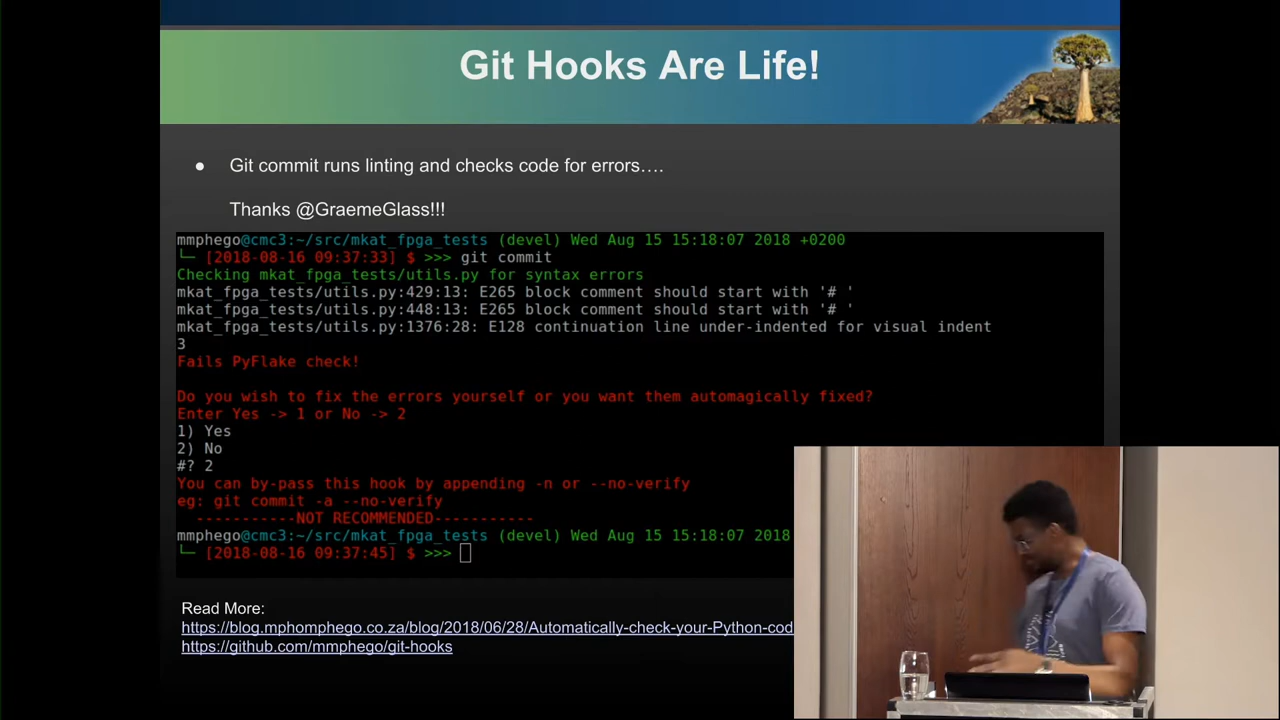 Git Hooks Are Life!
● Git commit runs linting and checks code for errors….
Thanks @GraemeGlass!!!
mmphego@cmc3:~/src/mkat_fpga_tests (devel) Wed Aug 15 15:18:07 2018 +0200
└─ [2018-08-16 09:37:33] $ >>> git commit
Checking mkat_fpga_tests/utils.py for syntax errors
mkat_fpga_tests/utils.py:429:13: E265 block comment should start with '# '
mkat_fpga_tests/utils.py:448:13: E265 block comment should start with '# '
mkat_fpga_tests/utils.py:1376:28: E128 continuation line under-indented for visual indent
3
Fails PyFlake check!
Do you wish to fix the errors yourself or you want them automagically fixed?
Enter Yes -> 1 or No -> 2
1) Yes
2) No
#? 2
You can by-pass this hook by appending -n or --no-verify
eg: git commit -a --no-verify
-----------NOT RECOMMENDED-----------
mmphego@cmc3:~/src/mkat_fpga_tests (devel) Wed Aug 15 15:18:07 2018
└─ [2018-08-16 09:37:45] $ >>>
Read More:
https://blog.mphomphego.co.za/blog/2018/06/28/Automatically-check-your-Python-cod
https://github.com/mmphego/git-hooks